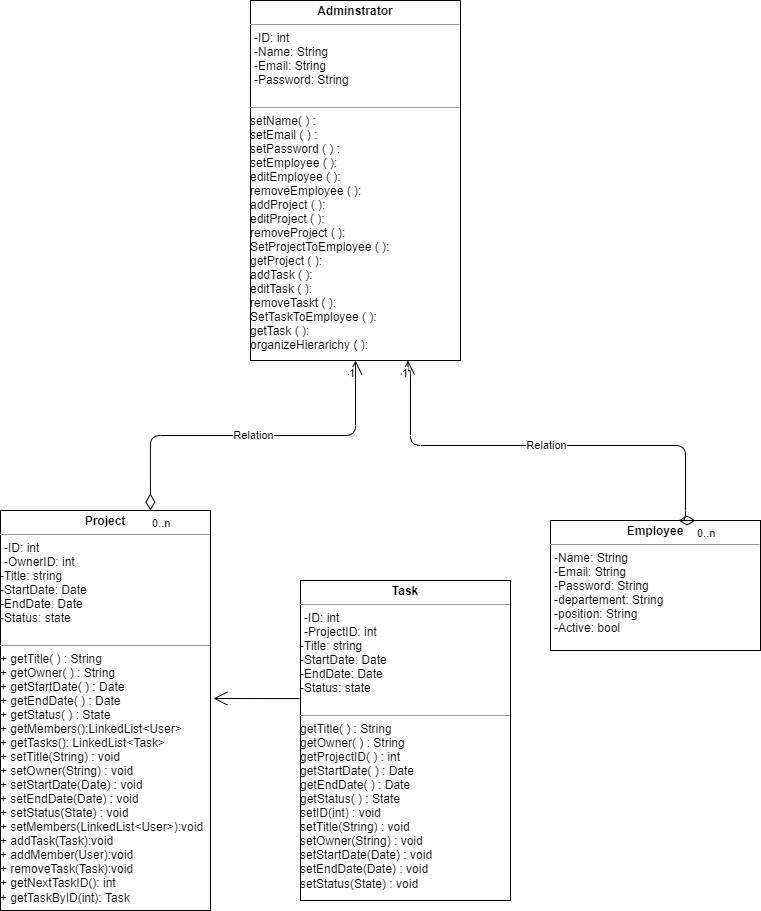 Adminstrator
-ID: int
-Name: String
-Email: String
-Password: String
setName( ) :
setEmail ( ) :
setPassword ( ) :
setEmployee ( ):
editEmployee ( ):
removeEmployee ( ):
addProject ( ):
editProject ( ):
removeProject ( ):
SetProjectToEmployee ( ):
getProject ( ):
addTask ( ):
editTask ( ):
removeTaskt ( ):
SetTaskToEmployee ( ):
getTask ( ):
organizeHierarichy ( ):
1
1
Relation
Relation
Project
0..n
-ID: int
-OwnerID: int
-Title: string
-StartDate: Date
-EndDate: Date
-Status: state
+ getTitle( ) : String
+ getOwner( ) : String
+ getStartDate( ) : Date
+ getEndDate( ) : Date
+ getStatus( ) : State
+ getMembers():LinkedList<User>
+ getTasks(): LinkedList<Task>
+ setTitle(String) : void
+ setOwner(String) : void
+ setStartDate(Date) : void
+ setEndDate(Date) : void
+ setStatus(State) : void
+ setMembers(LinkedList<User>):void
+ addTask(Task):void
+ addMember(User):void
+ removeTask(Task):void
+ getNextTaskID(): int
+ getTaskByID(int): Task
Task
-ID: int
-ProjectID: int
-Title: string
-StartDate: Date
-EndDate: Date
-Status: state
getTitle( ) : String
getOwner( ) : String
getProjectID( ) : int
getStartDate( ) : Date
getEndDate( ) : Date
getStatus( ) : State
setID(int) : void
setTitle(String) : void
setOwner(String) : void
setStartDate(Date) : void
setEndDate(Date) : void
setStatus(State) : void
Employee
0..n
-Name: String
-Email: String
-Password: String
-departement: String
-position: String
-Active: bool